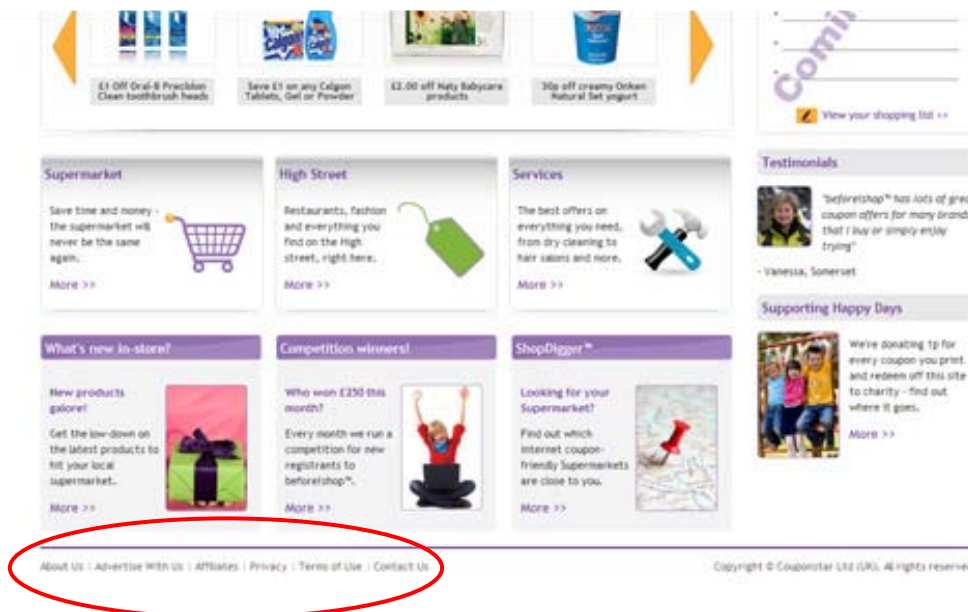 Oral-B
Calgon
Calgon
£1 Off Oral-B Precision
Clean toothbrush heads
Save £1 on any Calgon
Tablets, Gel or Powder
£2.00 off Naty Babycare
products
30p off creamy Onken
Natural Set yogurt
Comin
View your shopping list >>
Supermarket
Save time and money -
the supermarket will
never be the same
again.
More >>
High Street
Restaurants, fashion
and everything you
find on the High
street, right here.
More >>
Services
The best offers on
everything you need,
from dry cleaning to
hair salons and more.
More >>
Testimonials
"beforeishop™ has lots of grea
coupon offers for many brand
that I buy or simply enjoy
trying"
- Vanessa, Somerset
Supporting Happy Days
We're donating 1p for
every coupon you print
and redeem off this site
to charity - find out
where it goes.
More >>
What's new in-store?
New products
galore!
Get the low-down on
the latest products to
hit your local
supermarket.
More >>
Competition winners!
Who won £250 this
month?
Every month we run a
competition for new
registrants to
beforeishop™.
More >>
ShopDigger™
Looking for your
Supermarket?
Find out which
internet coupon-
friendly Supermarkets
are close to you.
More >>
About Us | Advertise With Us | Affiliates | Privacy | Terms of Use | Contact Us
Copyright © Couponstar Ltd (UK). All rights reserve